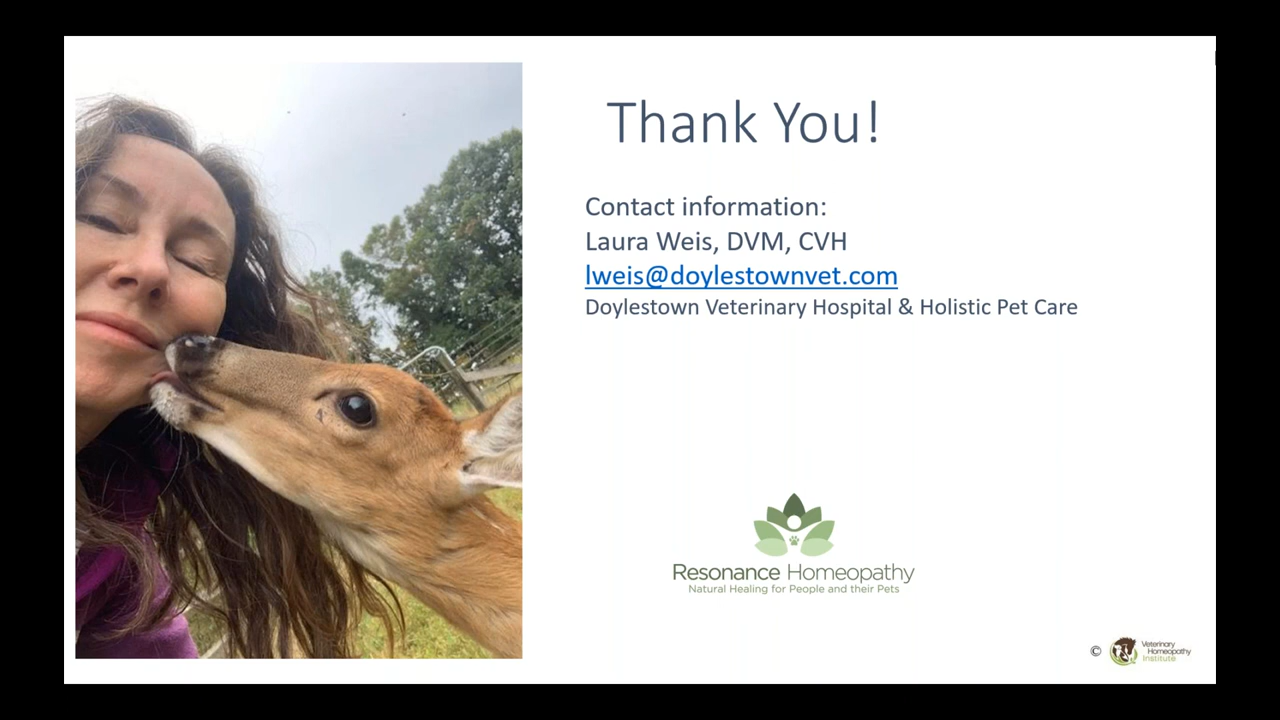 Thank You!
Contact information:
Laura Weis, DVM, CVH
lweis@doylestownvet.com
Doylestown Veterinary Hospital & Holistic Pet Care
Resonance Homeopathy
Natural Healing for People and their Pets
©
Veterinary
Homeopathy
Institute